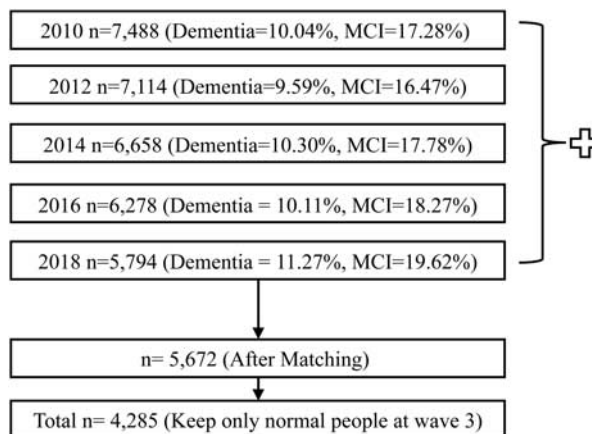 2010 n=7,488 (Dementia=10.04%, MCI=17.28%)
2012 n=7,114 (Dementia=9.59%, MCI=16.47%)
2014 n=6,658 (Dementia=10.30%, MCI=17.78%)
2016 n=6,278 (Dementia = 10.11%, MCI=18.27%)
2018 n=5,794 (Dementia = 11.27%, MCI=19.62%)
n= 5,672 (After Matching)
Total n= 4,285 (Keep only normal people at wave 3)